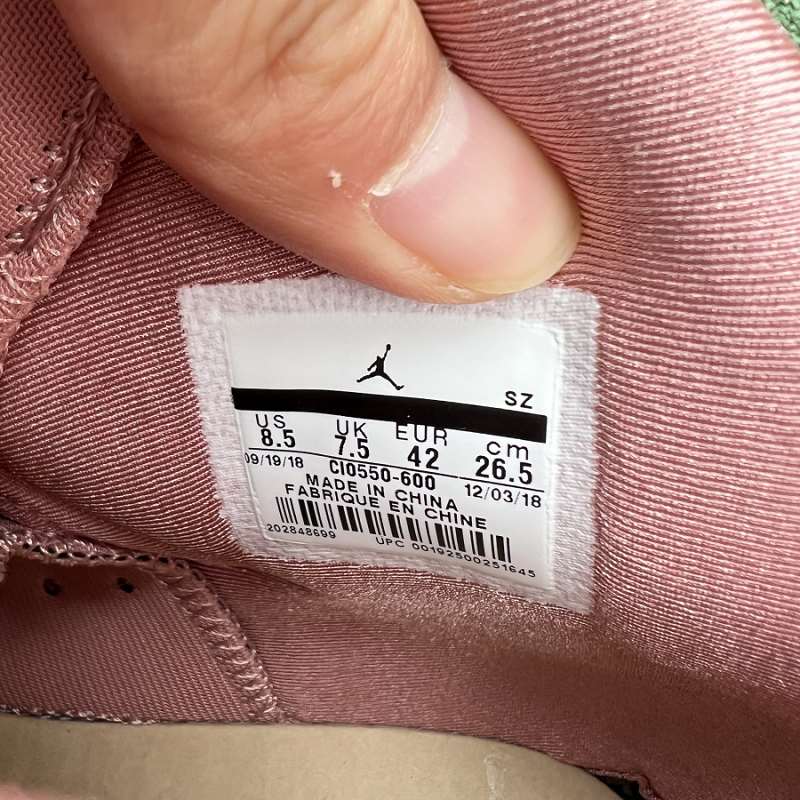 SZ
US UK EUR cm
8.5 7.5 42 26.5
09/19/18 CI0550-600 12/03/18
MADE IN CHINA
FABRIQUE EN CHINE
202848699 UPC 00192500251645